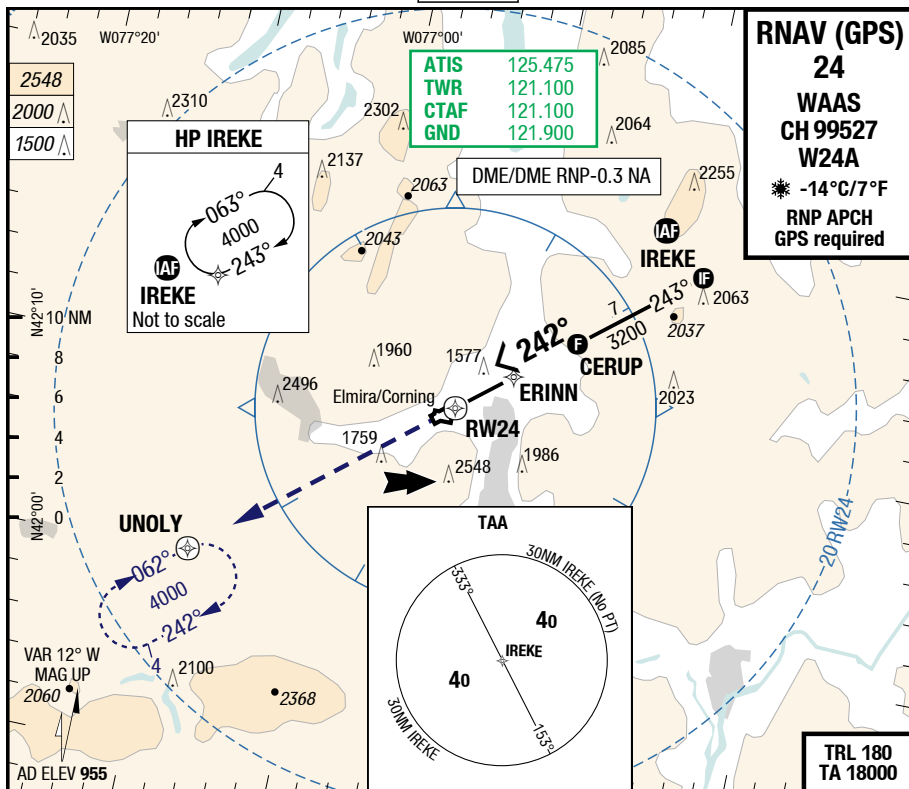 2035
W077°20'
W077°00'
2085
RNAV (GPS)
24
WAAS
CH 99527
W24A
-14°C/7°F
RNP APCH
GPS required
2548
2000
1500
2310
2302
ATIS 125.475
TWR 121.100
CTAF 121.100
GND 121.900
2064
HP IREKE
4
063°
4000
243°
IAF
IREKE
Not to scale
2137
2063
DME/DME RNP-0.3 NA
2255
2043
IAF
IREKE
IF
2063
N42°10'
10 NM
8
6
4
2
0
N42°00'
7
243°
3200
2037
242°
F
CERUP
1960
1577
ERINN
2496
Elmira/Corning
RW24
2023
1759
2548
1986
UNOLY
062°
4000
242°
4
TAA
333°
30NM IREKE (No PT)
40
IREKE
40
30NM IREKE
153°
20 RW24
VAR 12° W
MAG UP
2060
2100
2368
AD ELEV 955
TRL 180
TA 18000